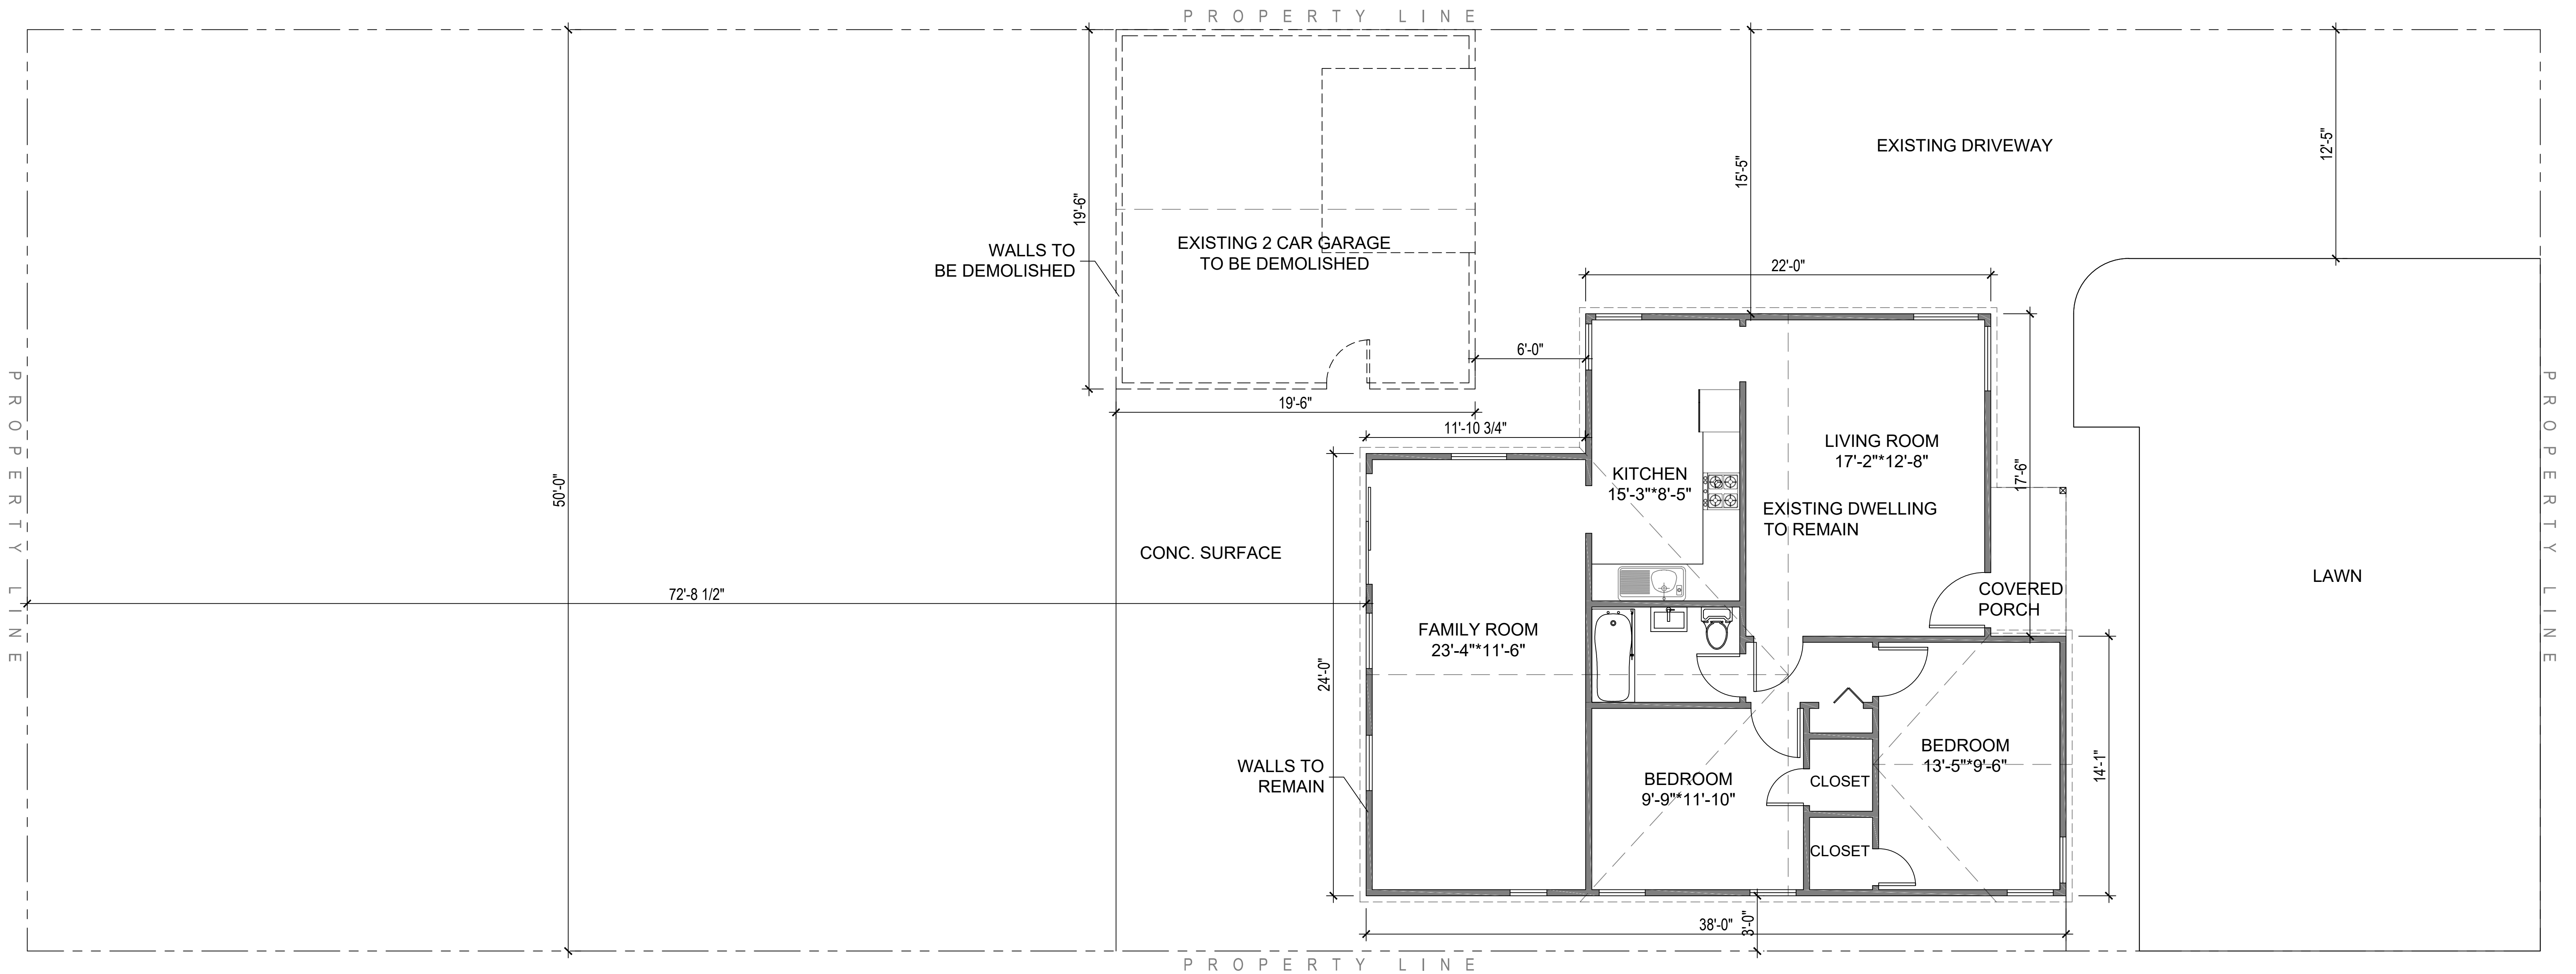 PROPERTY LINE
EXISTING DRIVEWAY
12'-5"
15'-5"
19'-6"
WALLS TO
BE DEMOLISHED
EXISTING 2 CAR GARAGE
TO BE DEMOLISHED
22'-0"
6'-0"
19'-6"
11'-10 3/4"
PROPERTY LINE
50'-0"
72'-8 1/2"
CONC. SURFACE
KITCHEN
15'-3"*8'-5"
LIVING ROOM
17'-2"*12'-8"
EXISTING DWELLING
TO REMAIN
17'-6"
COVERED
PORCH
LAWN
PROPERTY LINE
FAMILY ROOM
23'-4"*11'-6"
24'-0"
WALLS TO
REMAIN
BEDROOM
9'-9"*11'-10"
CLOSET
CLOSET
BEDROOM
13'-5"*9'-6"
14'-1"
38'-0"
3'-0"
PROPERTY LINE